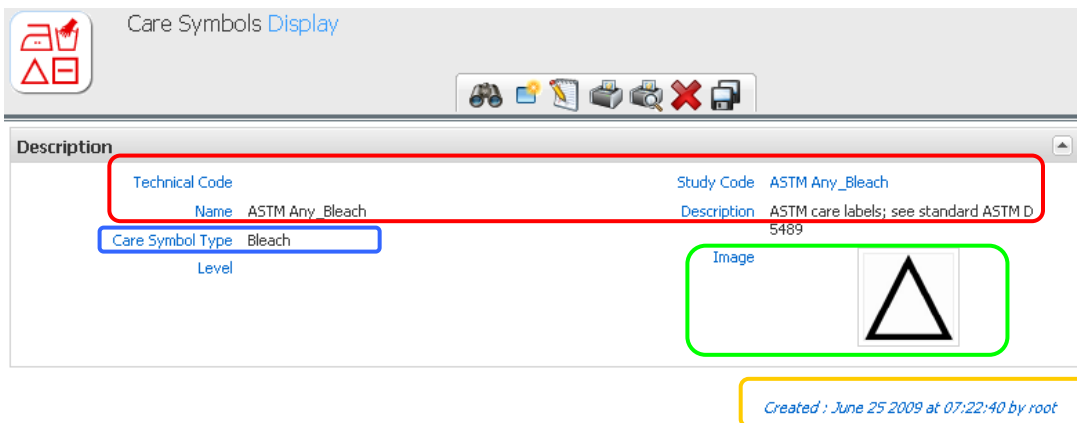 Care Symbols Display
Description
Technical Code
Study Code ASTM Any_Bleach
Name ASTM Any_Bleach
Description ASTM care labels; see standard ASTM D
5489
Care Symbol Type Bleach
Level
Image
Created : June 25 2009 at 07:22:40 by root